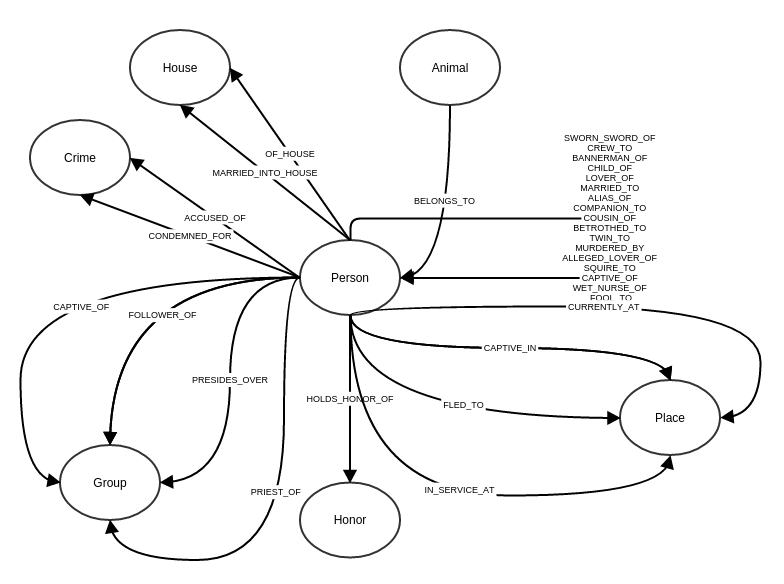 House
Animal
SWORN_SWORD_OF
CREW_TO
BANNERMAN_OF
CHILD_OF
LOVER_OF
MARRIED_TO
ALIAS_OF
COMPANION_TO
COUSIN_OF
BETROTHED_TO
TWIN_TO
MURDERED_BY
ALLEGED_LOVER_OF
SQUIRE_TO
CAPTIVE_OF
WET_NURSE_OF
FOOL_TO
CURRENTLY_AT
OF_HOUSE
Crime
MARRIED_INTO_HOUSE
BELONGS_TO
ACCUSED_OF
CONDEMNED_FOR
Person
CAPTIVE_OF
FOLLOWER_OF
CAPTIVE_IN
PRESIDES_OVER
HOLDS_HONOR_OF
FLED_TO
Place
Group
PRIEST_OF
IN_SERVICE_AT
Honor